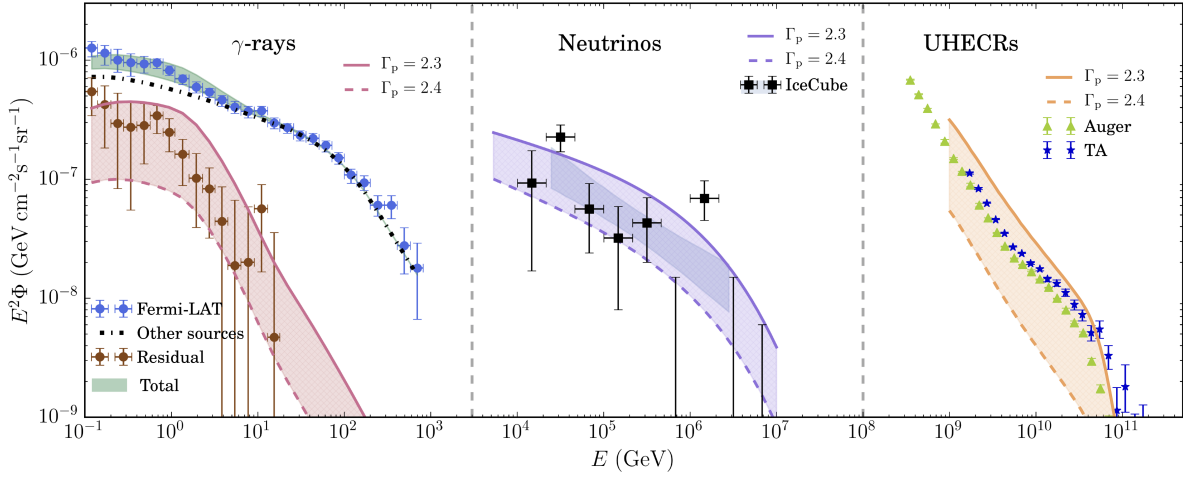 γ-rays
Neutrinos
UHECRs
Γp = 2.3
Γp = 2.4
Γp = 2.3
Γp = 2.4
IceCube
Γp = 2.3
Γp = 2.4
Auger
TA
Fermi-LAT
Other sources
Residual
Total
E²Φ (GeV cm⁻²s⁻¹sr⁻¹)
10⁻⁶
10⁻⁷
10⁻⁸
10⁻⁹
10⁻¹ 10⁰ 10¹ 10² 10³ 10⁴ 10⁵ 10⁶ 10⁷ 10⁸ 10⁹ 10¹⁰ 10¹¹
E (GeV)